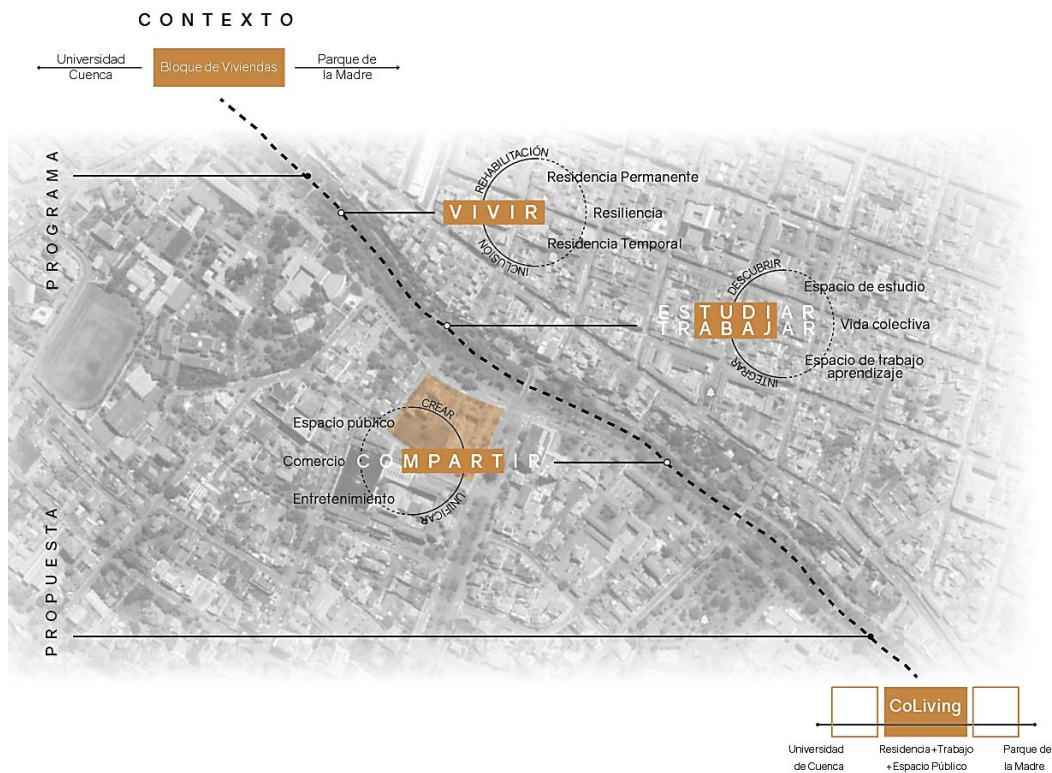 CONTEXTO
Universidad
Cuenca
Bloque de Viviendas
Parque de
la Madre
PROGRAMA
REHABILITACIÓN
VIVIR
INCLUSIÓN
Residencia Permanente
Resiliencia
Residencia Temporal
DESCUBRIR
ESTUDIAR
TRABAJAR
INTEGRAR
Espacio de estudio
Vida colectiva
Espacio de trabajo
aprendizaje
CREAR
COMPARTIR
UNIFICAR
Espacio público
Comercio
Entretenimiento
PROPUESTA
CoLiving
Universidad
de Cuenca
Residencia+Trabajo
+Espacio Público
Parque de
la Madre